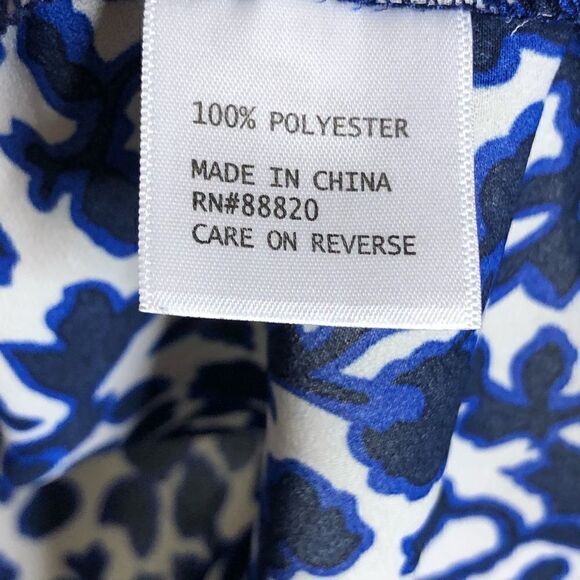 100% POLYESTER
MADE IN CHINA
RN#88820
CARE ON REVERSE